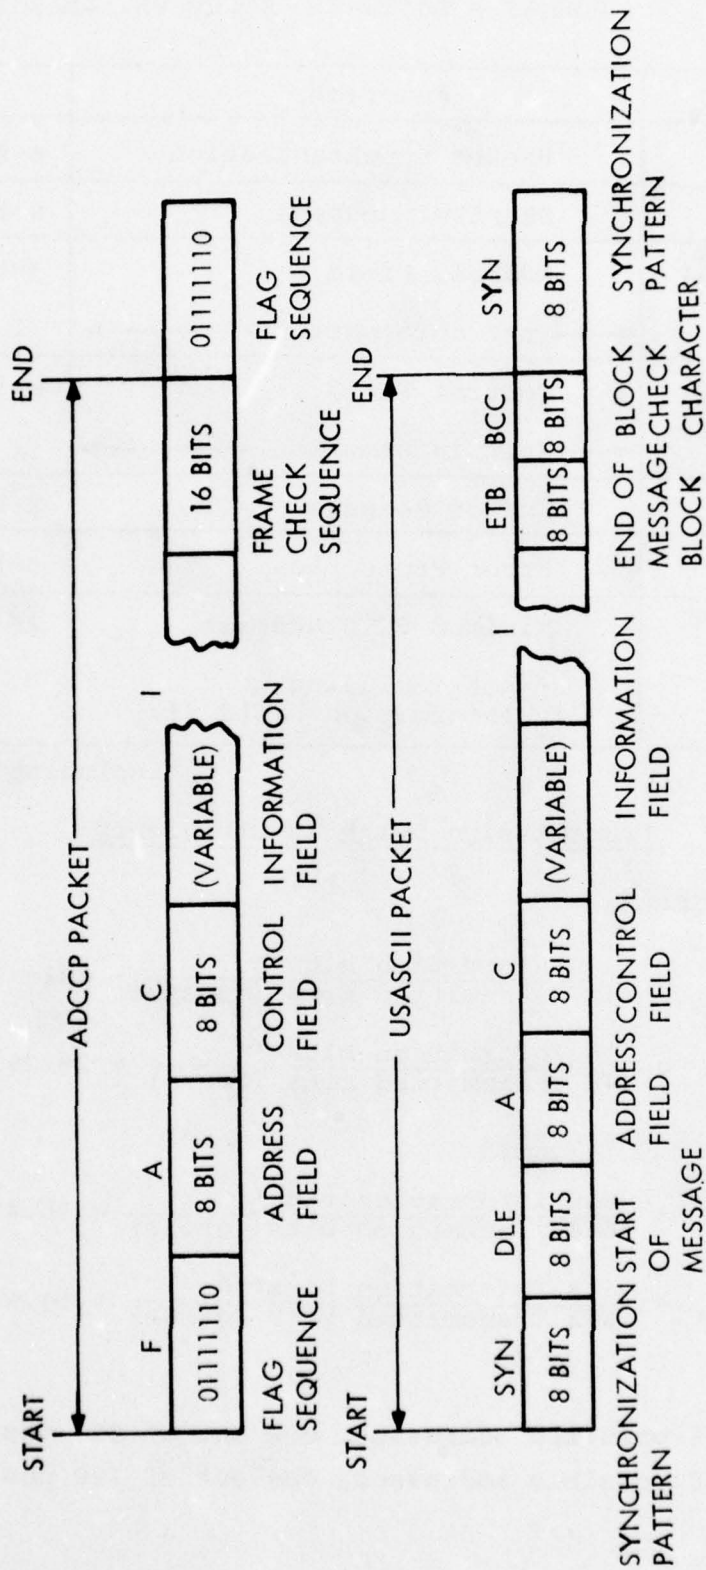 START
END
ADCCP PACKET
F
A
C
I
01111110
8 BITS
8 BITS
(VARIABLE)
16 BITS
01111110
FLAG
SEQUENCE
ADDRESS
FIELD
CONTROL
FIELD
INFORMATION
FIELD
FRAME
CHECK
SEQUENCE
FLAG
SEQUENCE
START
END
USASCII PACKET
SYN
DLE
A
C
I
ETB
BCC
SYN
8 BITS
8 BITS
8 BITS
8 BITS
(VARIABLE)
8 BITS
8 BITS
8 BITS
SYNCHRONIZATION
PATTERN
START
OF
MESSAGE
ADDRESS
FIELD
CONTROL
FIELD
INFORMATION
FIELD
END OF
MESSAGE
BLOCK
BLOCK
CHECK
CHARACTER
SYNCHRONIZATION
PATTERN